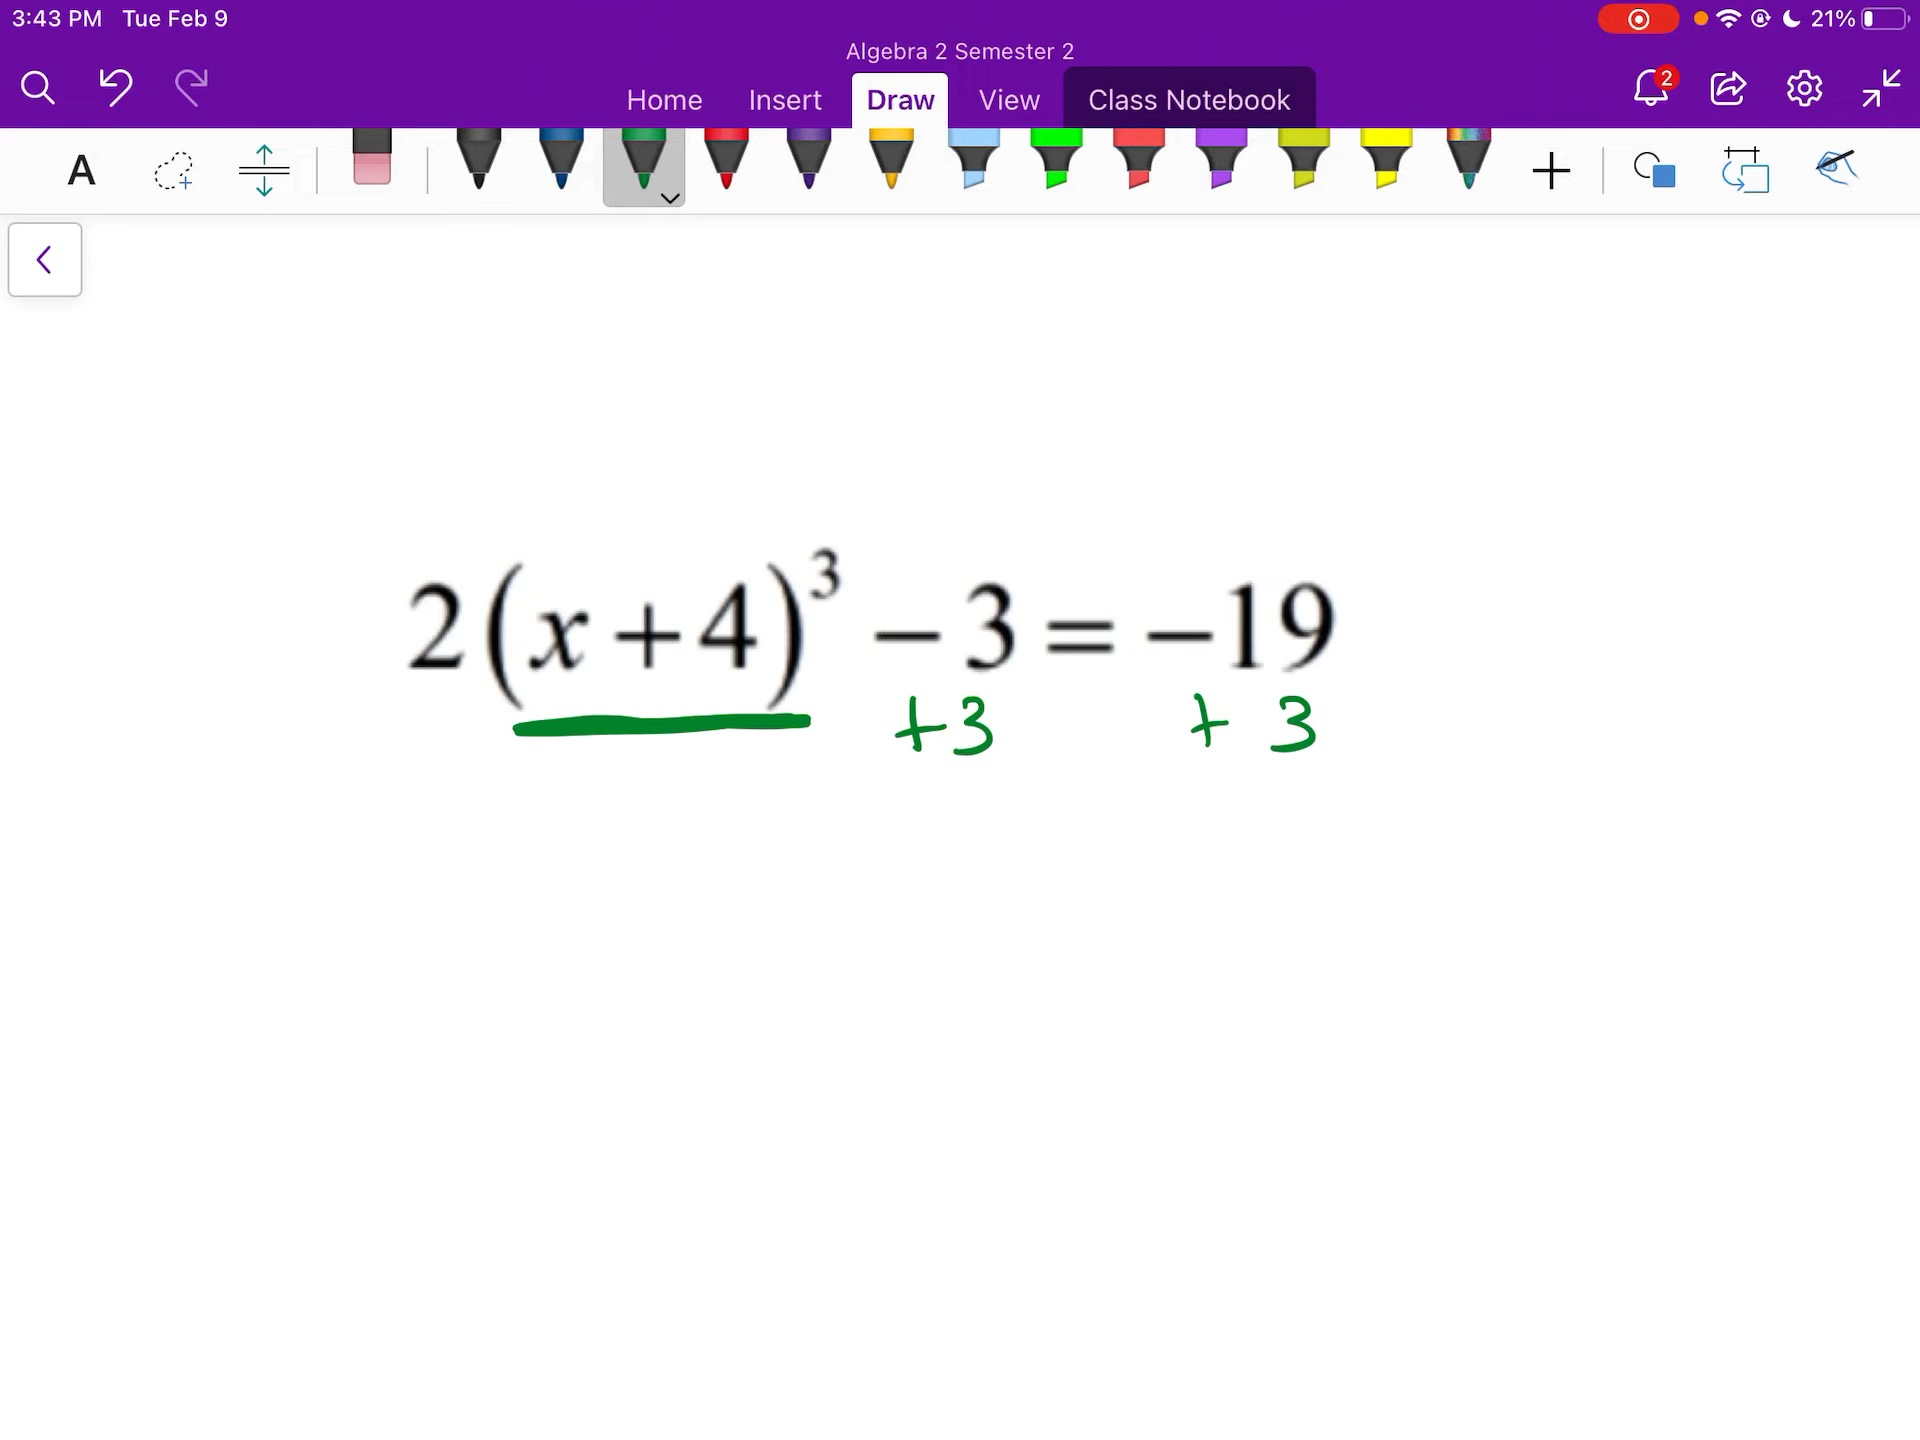 3:43 PM Tue Feb 9 21%
Algebra 2 Semester 2
Home Insert Draw View Class Notebook 2
A
2(x+4)³ − 3 = −19
+3 + 3